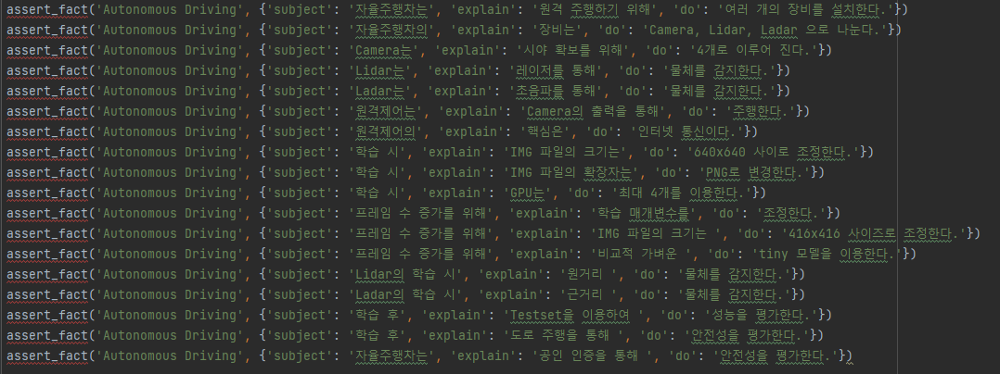 assert_fact('Autonomous Driving', {'subject': '자율주행자는', 'explain': '원격 주행하기 위해', 'do': '여러 개의 장비를 설치한다.'})
assert_fact('Autonomous Driving', {'subject': '자율주행자의', 'explain': '장비는', 'do': 'Camera, Lidar, Ladar 으로 나눈다.'})
assert_fact('Autonomous Driving', {'subject': 'Camera는', 'explain': '시야 확보를 위해', 'do': '4개로 이루어 진다.'})
assert_fact('Autonomous Driving', {'subject': 'Lidar는', 'explain': '레이저를 통해', 'do': '물체를 감지한다.'})
assert_fact('Autonomous Driving', {'subject': 'Ladar는', 'explain': '초음파를 통해', 'do': '물체를 감지한다.'})
assert_fact('Autonomous Driving', {'subject': '원격제어는', 'explain': 'Camera의 출력을 통해', 'do': '주행한다.'})
assert_fact('Autonomous Driving', {'subject': '원격제어의', 'explain': '핵심은', 'do': '인터넷 통신이다.'})
assert_fact('Autonomous Driving', {'subject': '학습 시', 'explain': 'IMG 파일의 크기는', 'do': '640x640 사이로 조정한다.'})
assert_fact('Autonomous Driving', {'subject': '학습 시', 'explain': 'IMG 파일의 확장자는', 'do': 'PNG로 변경한다.'})
assert_fact('Autonomous Driving', {'subject': '학습 시', 'explain': 'GPU는', 'do': '최대 4개를 이용한다.'})
assert_fact('Autonomous Driving', {'subject': '프레임 수 증가를 위해', 'explain': '학습 매개변수를', 'do': '조정한다.'})
assert_fact('Autonomous Driving', {'subject': '프레임 수 증가를 위해', 'explain': 'IMG 파일의 크기는 ', 'do': '416x416 사이즈로 조정한다.'})
assert_fact('Autonomous Driving', {'subject': '프레임 수 증가를 위해', 'explain': '비교적 가벼운 ', 'do': 'tiny 모델을 이용한다.'})
assert_fact('Autonomous Driving', {'subject': 'Lidar의 학습 시', 'explain': '원거리 ', 'do': '물체를 감지한다.'})
assert_fact('Autonomous Driving', {'subject': 'Ladar의 학습 시', 'explain': '근거리 ', 'do': '물체를 감지한다.'})
assert_fact('Autonomous Driving', {'subject': '학습 후', 'explain': 'Testset을 이용하여 ', 'do': '성능을 평가한다.'})
assert_fact('Autonomous Driving', {'subject': '학습 후', 'explain': '도로 주행을 통해 ', 'do': '안전성을 평가한다.'})
assert_fact('Autonomous Driving', {'subject': '자율주행자는', 'explain': '공인 인증을 통해 ', 'do': '안전성을 평가한다.'})